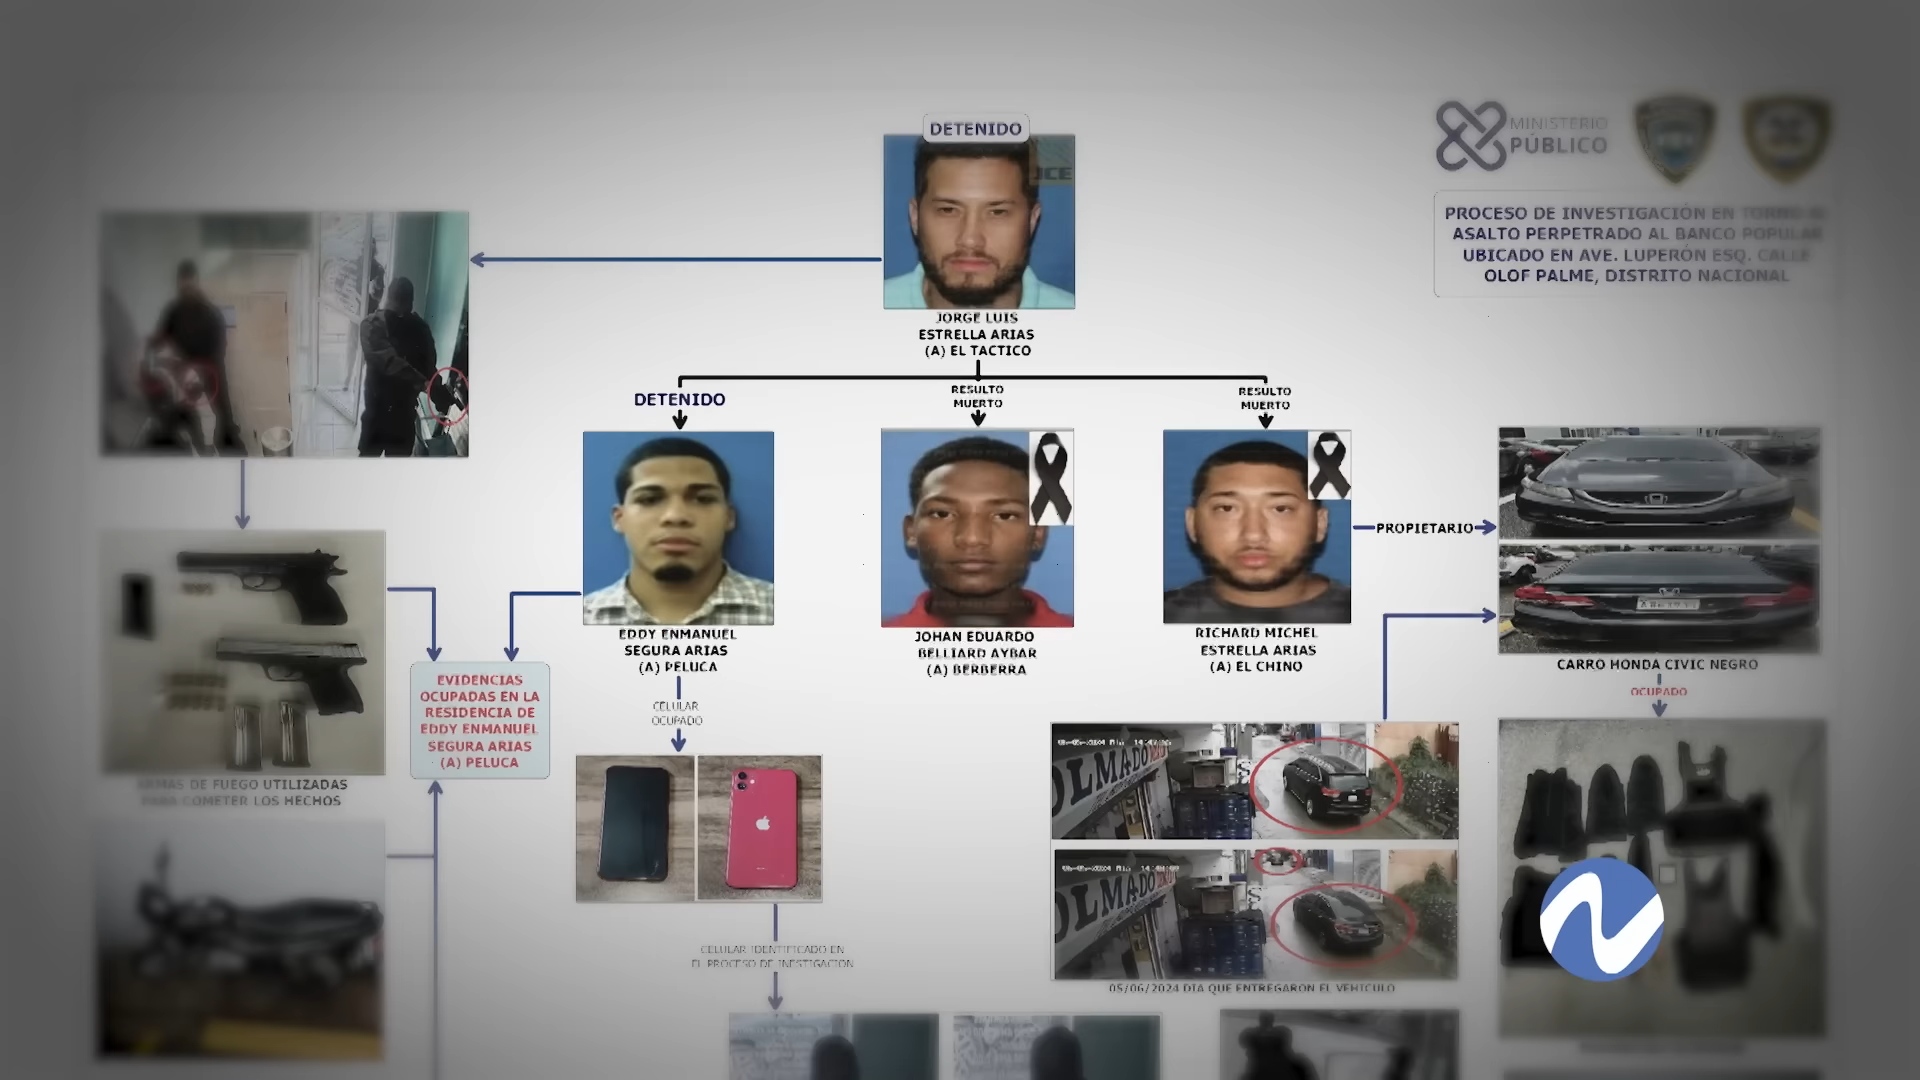 DETENIDO
JCE
MINISTERIO
PÚBLICO
PROCESO DE INVESTIGACIÓN EN TORNO AL
ASALTO PERPETRADO AL BANCO POPULAR
UBICADO EN AVE. LUPERÓN ESQ. CALLE
OLOF PALME, DISTRITO NACIONAL
JORGE LUIS
ESTRELLA ARIAS
(A) EL TACTICO
DETENIDO
RESULTO
MUERTO
RESULTO
MUERTO
PROPIETARIO
EDDY ENMANUEL
SEGURA ARIAS
(A) PELUCA
JOHAN EDUARDO
BELLIARD AYBAR
(A) BERBERRA
RICHARD MICHEL
ESTRELLA ARIAS
(A) EL CHINO
CARRO HONDA CIVIC NEGRO
OCUPADO
EVIDENCIAS
OCUPADAS EN LA
RESIDENCIA DE
EDDY ENMANUEL
SEGURA ARIAS
(A) PELUCA
CELULAR
OCUPADO
ARMAS DE FUEGO UTILIZADAS
PARA COMETER LOS HECHOS
OLMADO
OLMADO
CELULAR IDENTIFICADO EN
EL PROCESO DE INESTIGACION
05/06/2024 DIA QUE ENTREGARON EL VEHICULO